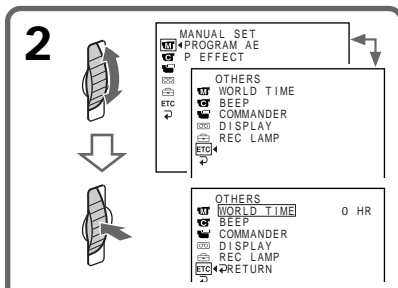 2
MANUAL SET
PROGRAM AE
P EFFECT
ETC
OTHERS
WORLD TIME
BEEP
COMMANDER
DISPLAY
REC LAMP
ETC
OTHERS
WORLD TIME 0 HR
BEEP
COMMANDER
DISPLAY
REC LAMP
ETC RETURN